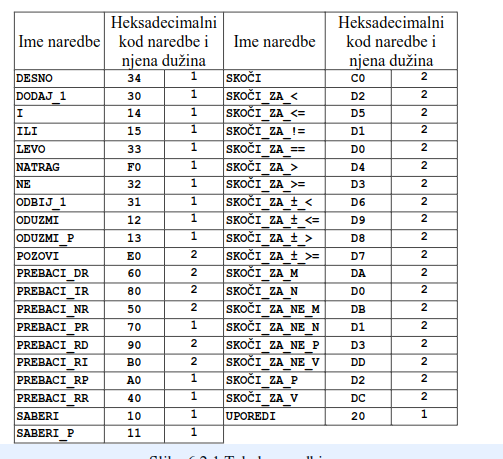 Ime naredbe Heksadecimalni kod naredbe i njena dužina Ime naredbe Heksadecimalni kod naredbe i njena dužina
DESNO 34 1 SKOČI C0 2
DODAJ_1 30 1 SKOČI_ZA_< D2 2
I 14 1 SKOČI_ZA_<= D5 2
ILI 15 1 SKOČI_ZA_!= D1 2
LEVO 33 1 SKOČI_ZA_== D0 2
NATRAG F0 1 SKOČI_ZA_> D4 2
NE 32 1 SKOČI_ZA_>= D3 2
ODBIJ_1 31 1 SKOČI_ZA_±_< D6 2
ODUZMI 12 1 SKOČI_ZA_±_<= D9 2
ODUZMI_P 13 1 SKOČI_ZA_±_> D8 2
POZOVI E0 2 SKOČI_ZA_±_>= D7 2
PREBACI_DR 60 2 SKOČI_ZA_M DA 2
PREBACI_IR 80 2 SKOČI_ZA_N D0 2
PREBACI_NR 50 2 SKOČI_ZA_NE_M DB 2
PREBACI_PR 70 1 SKOČI_ZA_NE_N D1 2
PREBACI_RD 90 2 SKOČI_ZA_NE_P D3 2
PREBACI_RI B0 2 SKOČI_ZA_NE_V DD 2
PREBACI_RP A0 1 SKOČI_ZA_P D2 2
PREBACI_RR 40 1 SKOČI_ZA_V DC 2
SABERI 10 1 UPOREDI 20 1
SABERI_P 11 1